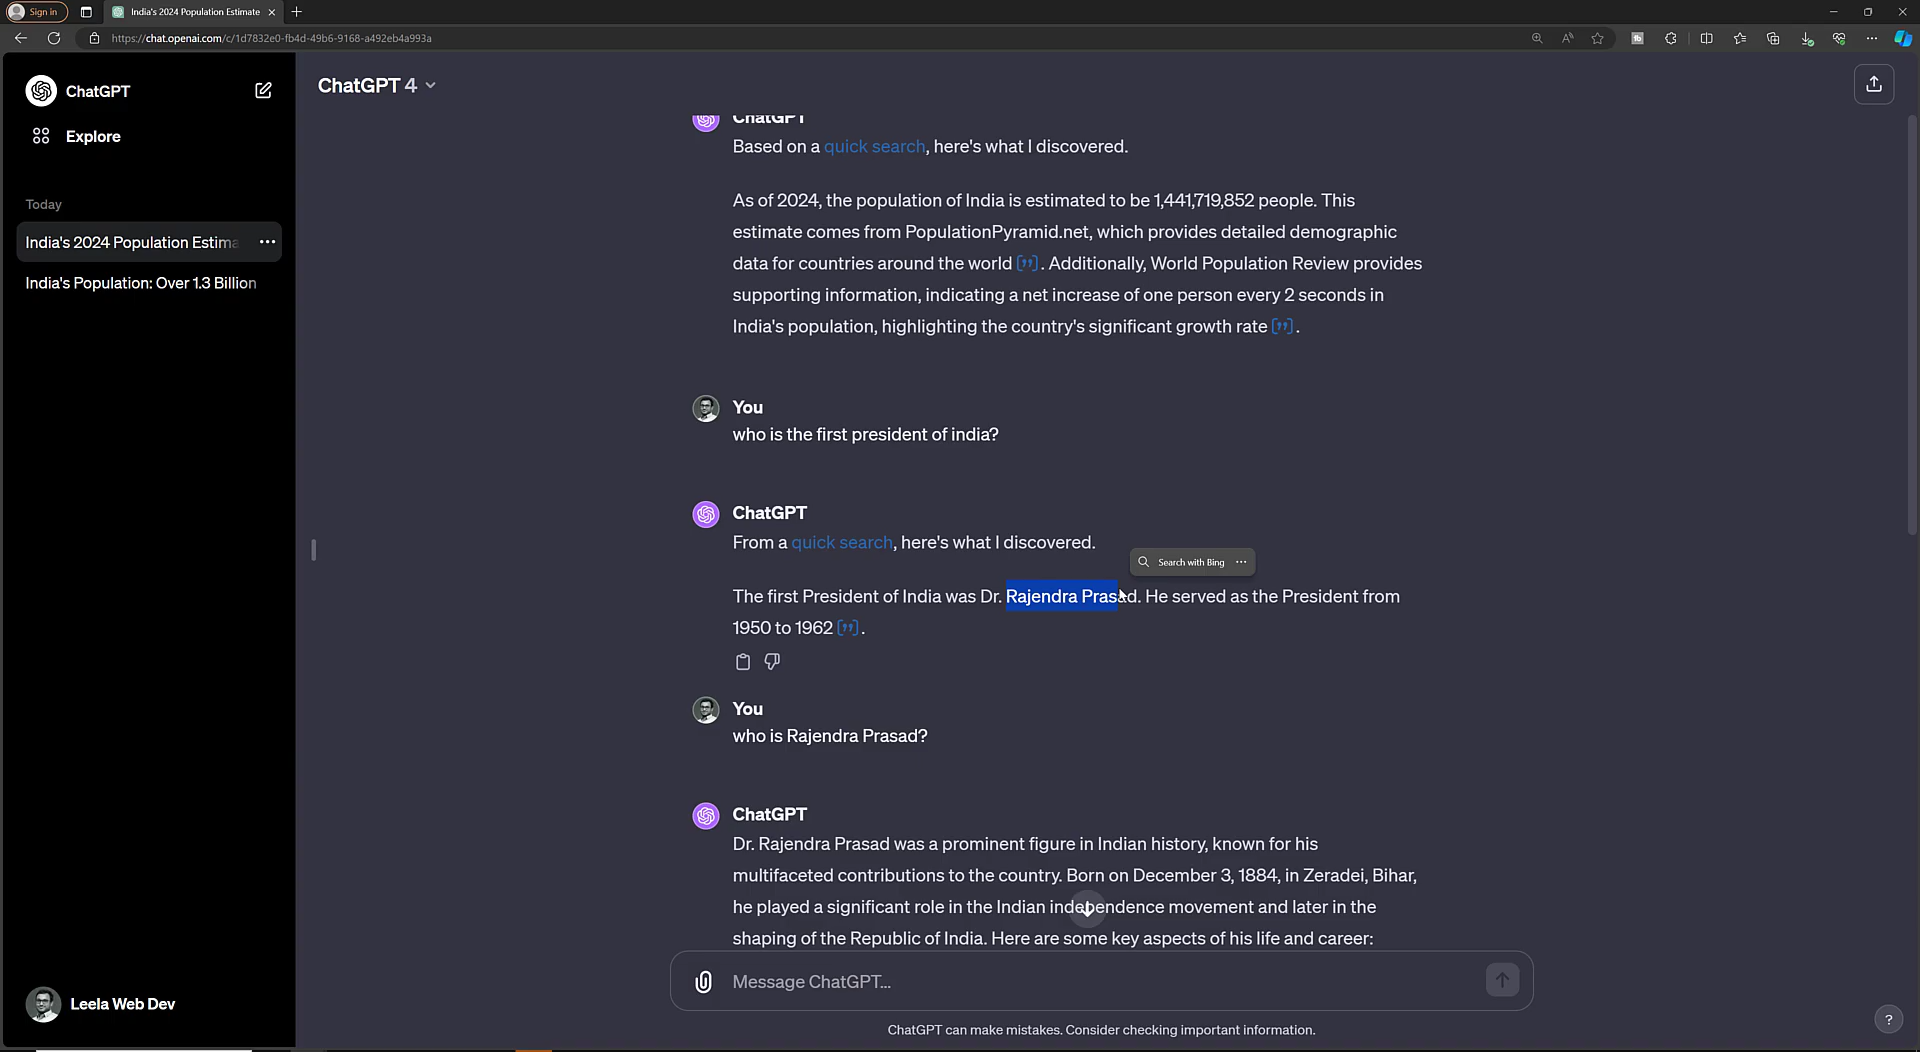 Sign in
India's 2024 Population Estimate
https://chat.openai.com/c/1d7832e0-fb4d-49b6-9168-a492eb4a993a
ChatGPT
Explore
Today
India's 2024 Population Estima
India's Population: Over 1.3 Billion
Leela Web Dev
ChatGPT 4
ChatGPT
Based on a quick search, here's what I discovered.
As of 2024, the population of India is estimated to be 1,441,719,852 people. This
estimate comes from PopulationPyramid.net, which provides detailed demographic
data for countries around the world ["]. Additionally, World Population Review provides
supporting information, indicating a net increase of one person every 2 seconds in
India's population, highlighting the country's significant growth rate ["].
You
who is the first president of india?
ChatGPT
From a quick search, here's what I discovered.
Search with Bing
The first President of India was Dr. Rajendra Prasad. He served as the President from
1950 to 1962 ["].
You
who is Rajendra Prasad?
ChatGPT
Dr. Rajendra Prasad was a prominent figure in Indian history, known for his
multifaceted contributions to the country. Born on December 3, 1884, in Zeradei, Bihar,
he played a significant role in the Indian independence movement and later in the
shaping of the Republic of India. Here are some key aspects of his life and career:
Message ChatGPT...
ChatGPT can make mistakes. Consider checking important information.
?